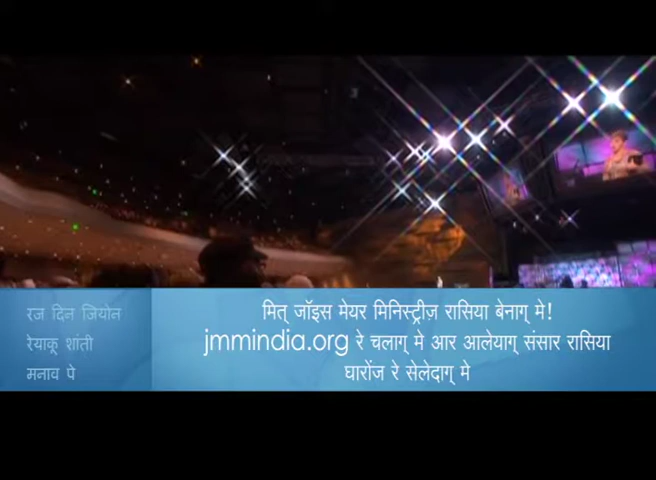 रज दिन जियोन
रेयाकू शांती
मनाव पे
मित् जॉइस मेयर मिनिस्ट्रीज़ रासिया बेनाग् मे!
jmmindia.org रे चलाग् मे आर आलेयाग् संसार रासिया
घारोंज रे सेलेदाग् मे